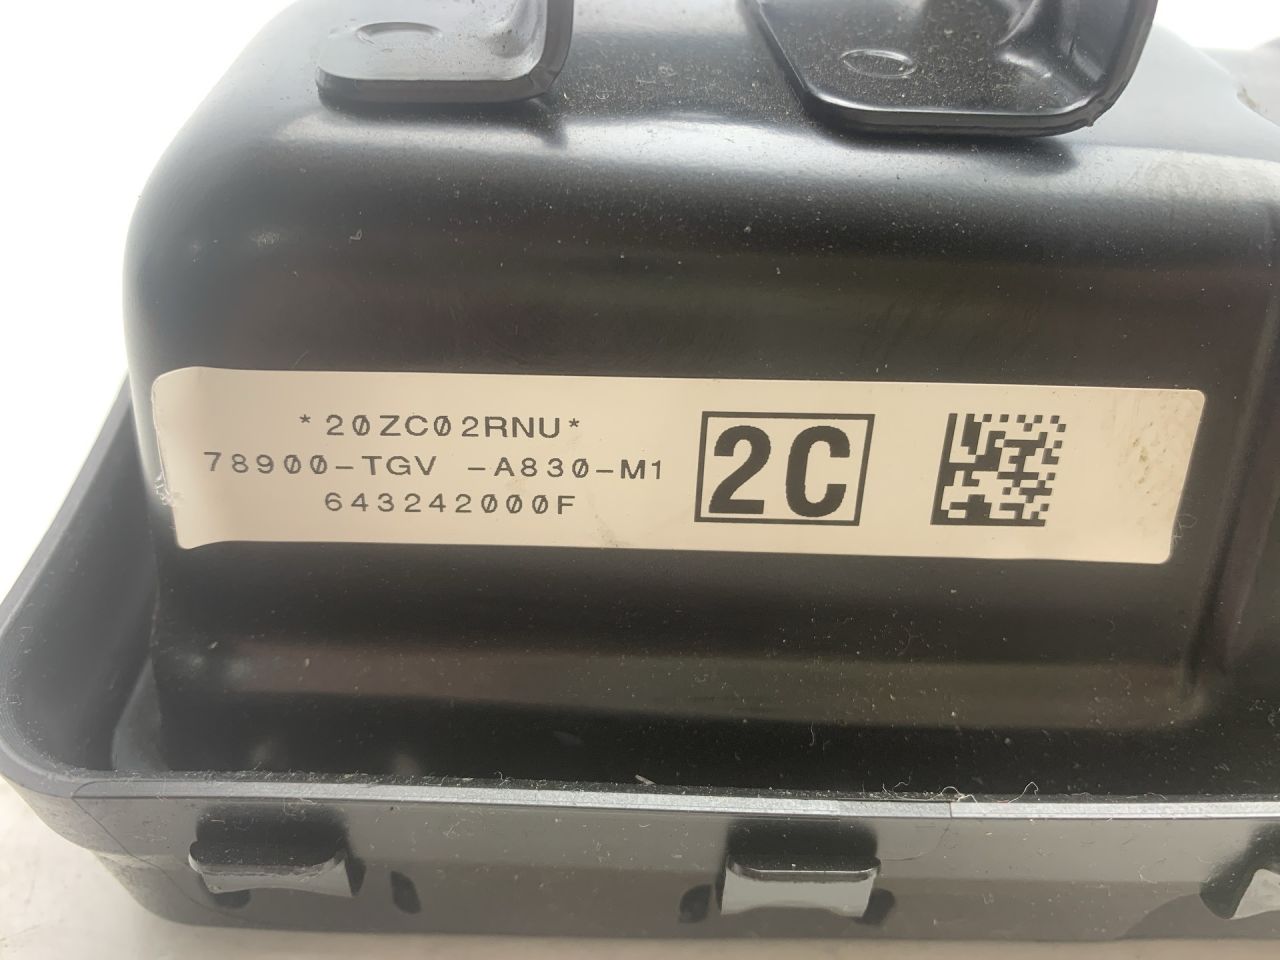 *20ZC02RNU*
78900-TGV -A830-M1
643242000F
2C